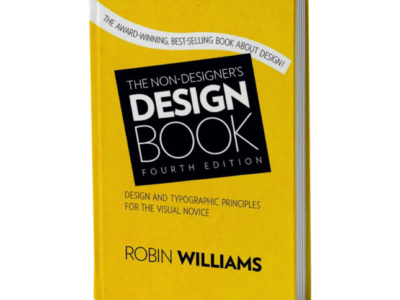 THE AWARD-WINNING, BEST-SELLING BOOK ABOUT DESIGN!
THE NON-DESIGNER'S
DESIGN
BOOK
FOURTH EDITION
DESIGN AND TYPOGRAPHIC PRINCIPLES
FOR THE VISUAL NOVICE
ROBIN WILLIAMS